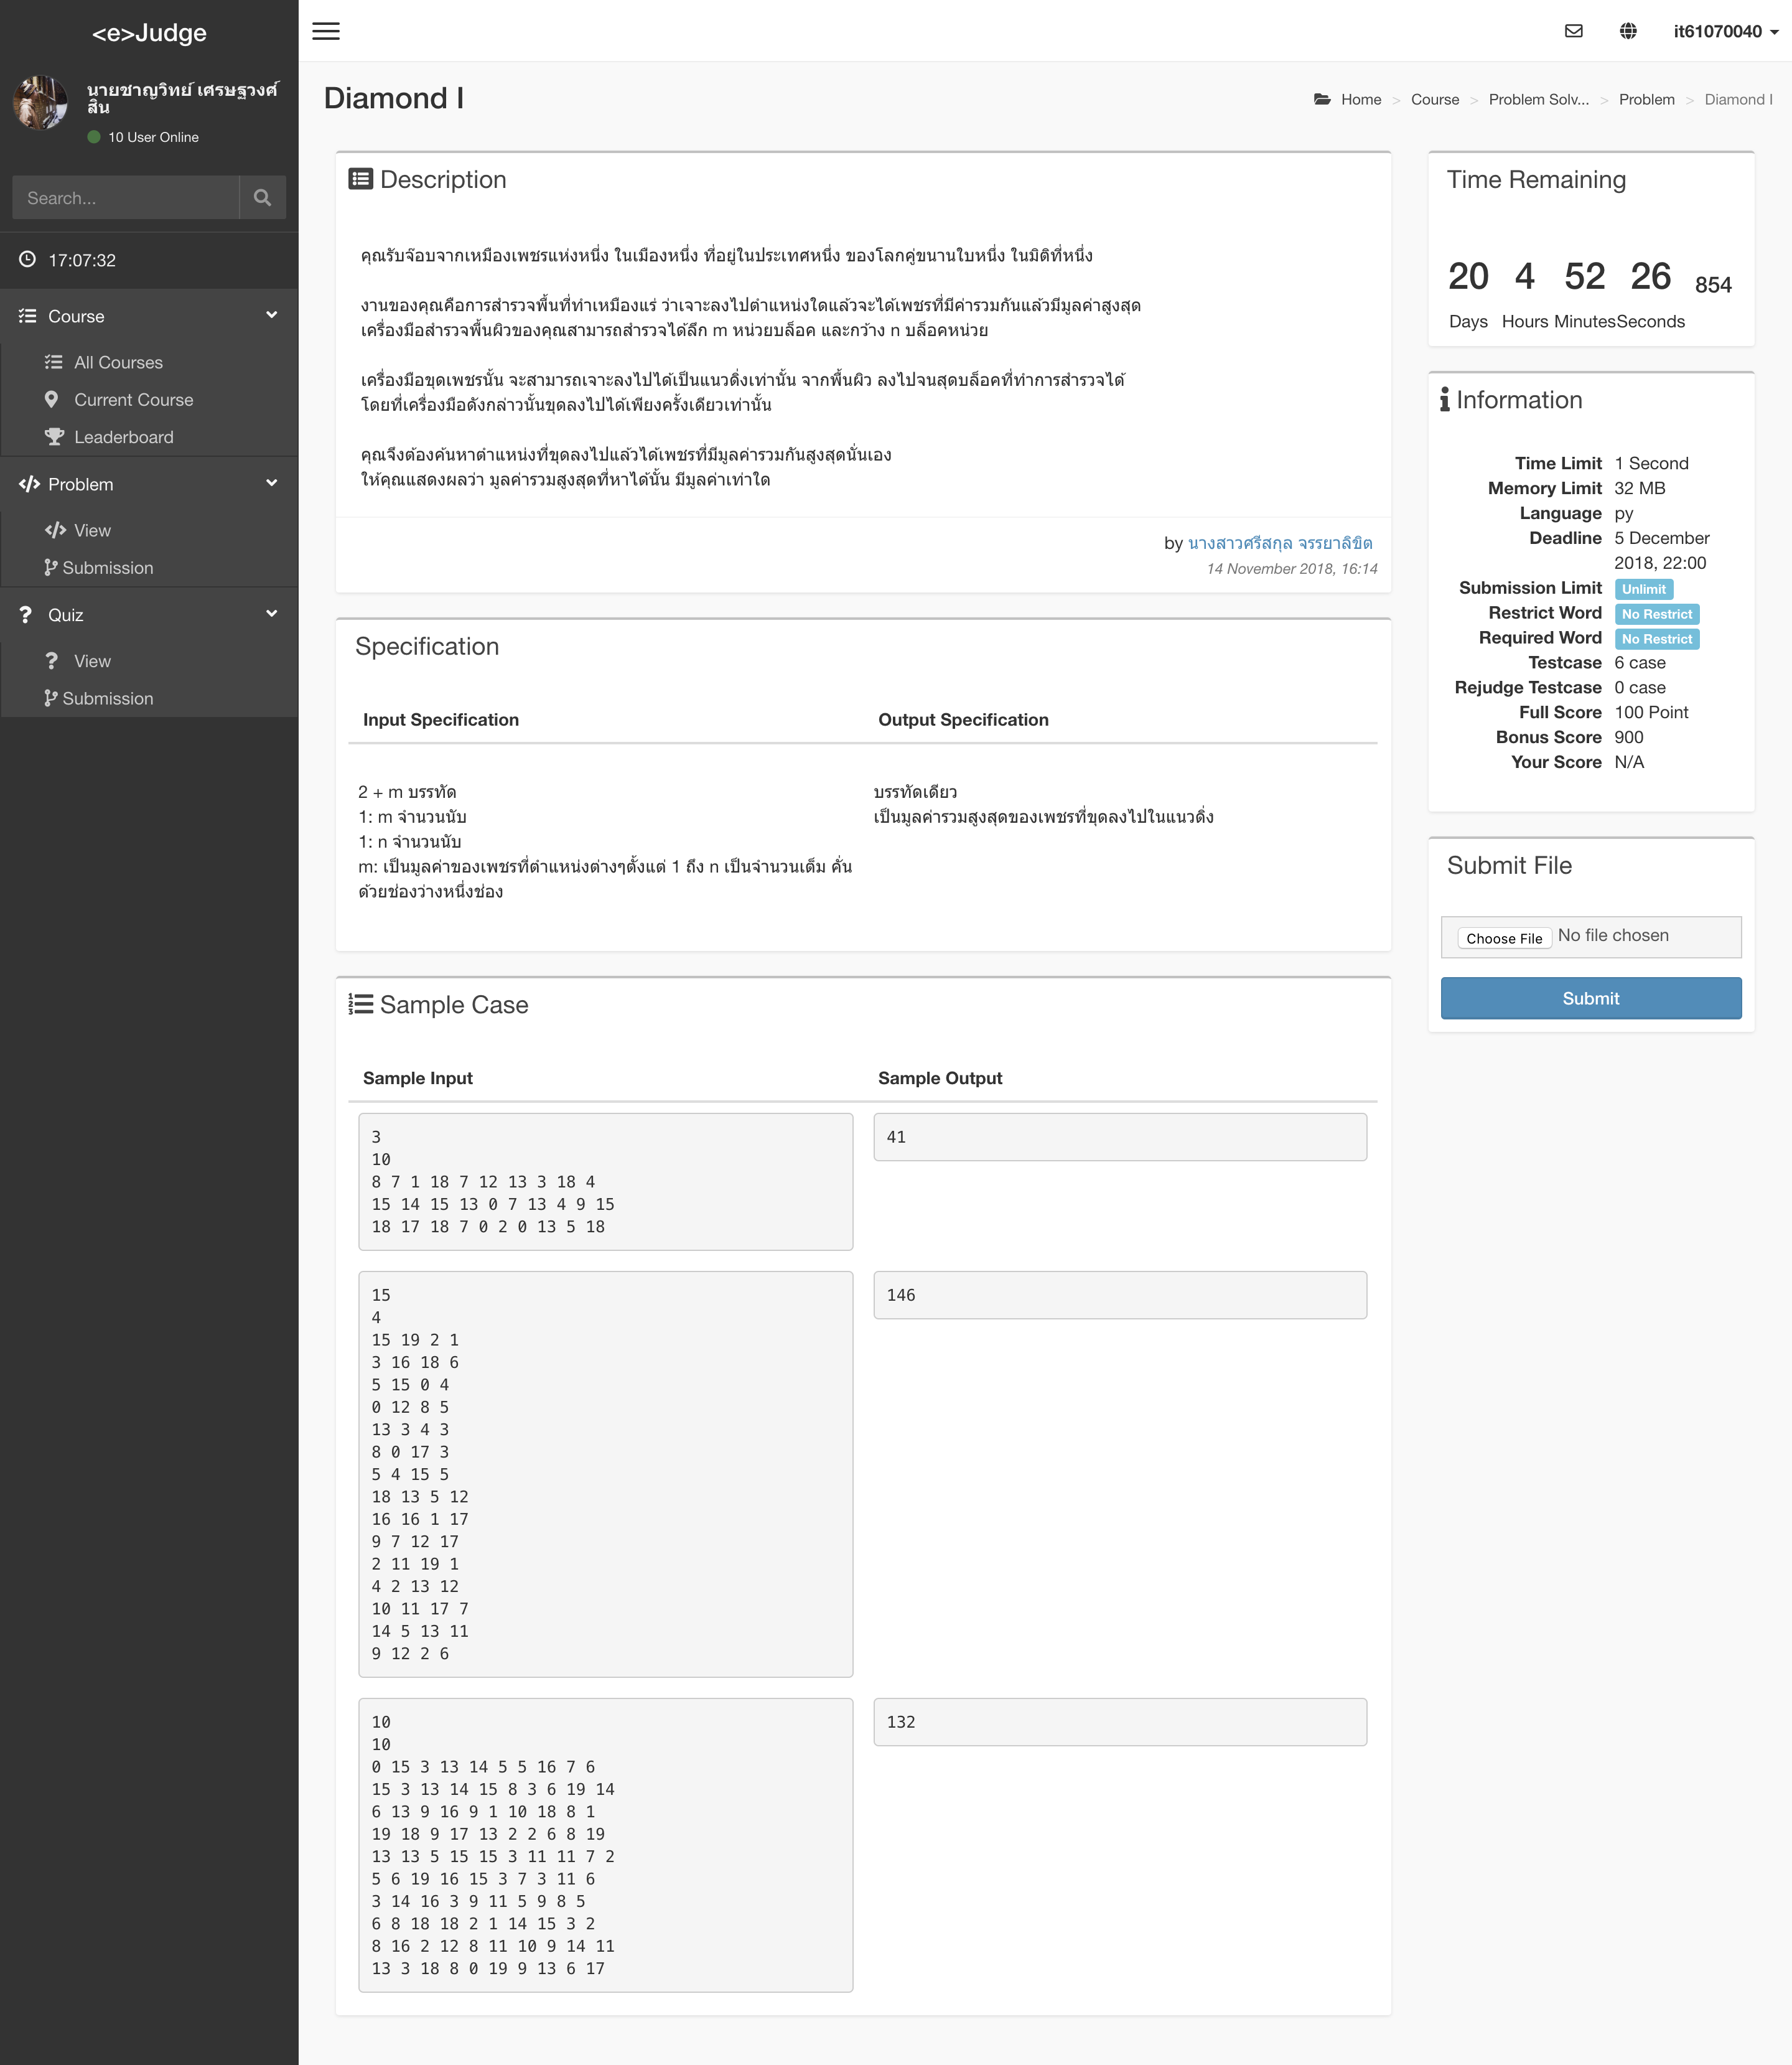 <e>Judge
นายชาญวิทย์ เศรษฐวงศ์
สิน
10 User Online
Search...
17:07:32
Course
All Courses
Current Course
Leaderboard
Problem
View
Submission
Quiz
View
Submission
it61070040
Diamond I
Home > Course > Problem Solv... > Problem > Diamond I
Description
คุณรับจ๊อบจากเหมืองเพชรแห่งหนึ่ง ในเมืองหนึ่ง ที่อยู่ในประเทศหนึ่ง ของโลกคู่ขนานใบหนึ่ง ในมิติที่หนึ่ง
งานของคุณคือการสำรวจพื้นที่ทำเหมืองแร่ ว่าเจาะลงไปตำแหน่งใดแล้วจะได้เพชรที่มีค่ารวมกันแล้วมีมูลค่าสูงสุด
เครื่องมือสำรวจพื้นผิวของคุณสามารถสำรวจได้ลึก m หน่วยบล็อค และกว้าง n บล็อคหน่วย
เครื่องมือขุดเพชรนั้น จะสามารถเจาะลงไปได้เป็นแนวดิ่งเท่านั้น จากพื้นผิว ลงไปจนสุดบล็อคที่ทำการสำรวจได้
โดยที่เครื่องมือดังกล่าวนั้นขุดลงไปได้เพียงครั้งเดียวเท่านั้น
คุณจึงต้องค้นหาตำแหน่งที่ขุดลงไปแล้วได้เพชรที่มีมูลค่ารวมกันสูงสุดนั่นเอง
ให้คุณแสดงผลว่า มูลค่ารวมสูงสุดที่หาได้นั้น มีมูลค่าเท่าใด
by นางสาวศรีสกุล จรรยาลิขิต
14 November 2018, 16:14
Specification
Input Specification
Output Specification
2 + m บรรทัด
1: m จำนวนนับ
1: n จำนวนนับ
m: เป็นมูลค่าของเพชรที่ตำแหน่งต่างๆตั้งแต่ 1 ถึง n เป็นจำนวนเต็ม คั่น
ด้วยช่องว่างหนึ่งช่อง
บรรทัดเดียว
เป็นมูลค่ารวมสูงสุดของเพชรที่ขุดลงไปในแนวดิ่ง
Sample Case
Sample Input
Sample Output
3
10
8 7 1 18 7 12 13 3 18 4
15 14 15 13 0 7 13 4 9 15
18 17 18 7 0 2 0 13 5 18
41
15
4
15 19 2 1
3 16 18 6
5 15 0 4
0 12 8 5
13 3 4 3
8 0 17 3
5 4 15 5
18 13 5 12
16 16 1 17
9 7 12 17
2 11 19 1
4 2 13 12
10 11 17 7
14 5 13 11
9 12 2 6
146
10
10
0 15 3 13 14 5 5 16 7 6
15 3 13 14 15 8 3 6 19 14
6 13 9 16 9 1 10 18 8 1
19 18 9 17 13 2 2 6 8 19
13 13 5 15 15 3 11 11 7 2
5 6 19 16 15 3 7 3 11 6
3 14 16 3 9 11 5 9 8 5
6 8 18 18 2 1 14 15 3 2
8 16 2 12 8 11 10 9 14 11
13 3 18 8 0 19 9 13 6 17
132
Time Remaining
20 4 52 26 854
Days Hours Minutes Seconds
Information
Time Limit 1 Second
Memory Limit 32 MB
Language py
Deadline 5 December
2018, 22:00
Submission Limit Unlimit
Restrict Word No Restrict
Required Word No Restrict
Testcase 6 case
Rejudge Testcase 0 case
Full Score 100 Point
Bonus Score 900
Your Score N/A
Submit File
Choose File No file chosen
Submit